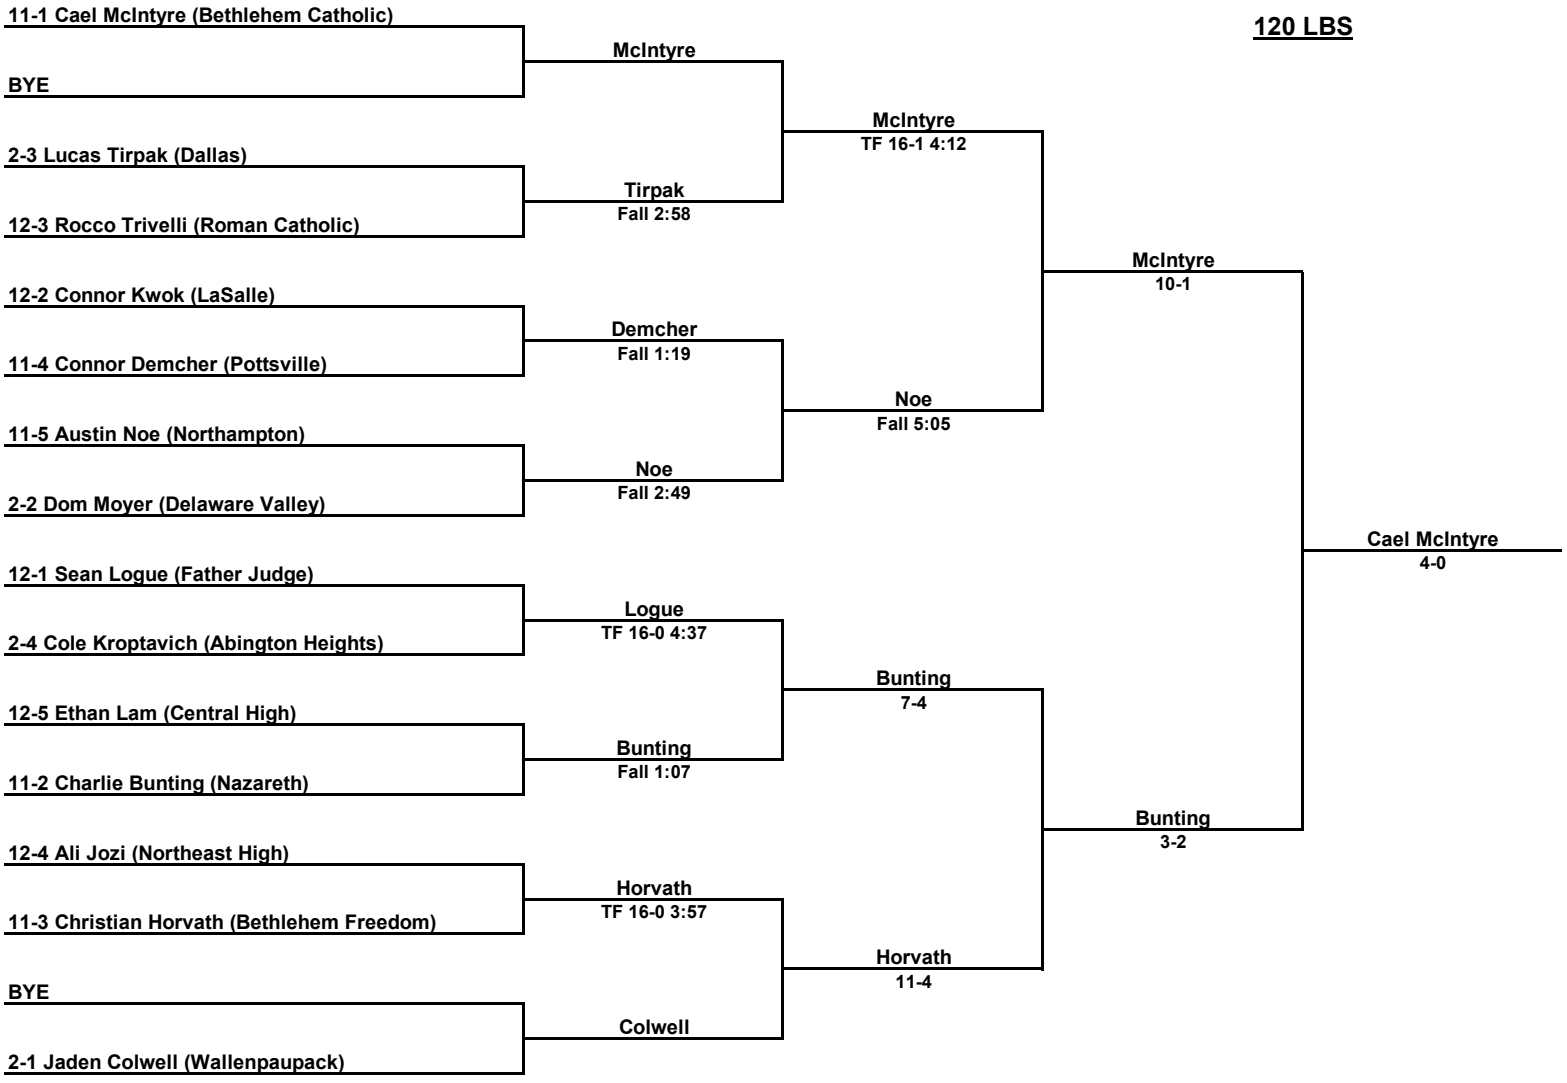 11-1 Cael McIntyre (Bethlehem Catholic)
120 LBS
McIntyre
BYE
McIntyre
TF 16-1 4:12
2-3 Lucas Tirpak (Dallas)
Tirpak
Fall 2:58
12-3 Rocco Trivelli (Roman Catholic)
McIntyre
10-1
12-2 Connor Kwok (LaSalle)
Demcher
Fall 1:19
11-4 Connor Demcher (Pottsville)
Noe
Fall 5:05
11-5 Austin Noe (Northampton)
Noe
Fall 2:49
2-2 Dom Moyer (Delaware Valley)
Cael McIntyre
4-0
12-1 Sean Logue (Father Judge)
Logue
TF 16-0 4:37
2-4 Cole Kroptavich (Abington Heights)
Bunting
7-4
12-5 Ethan Lam (Central High)
Bunting
Fall 1:07
11-2 Charlie Bunting (Nazareth)
Bunting
3-2
12-4 Ali Jozi (Northeast High)
Horvath
TF 16-0 3:57
11-3 Christian Horvath (Bethlehem Freedom)
Horvath
11-4
BYE
Colwell
2-1 Jaden Colwell (Wallenpaupack)